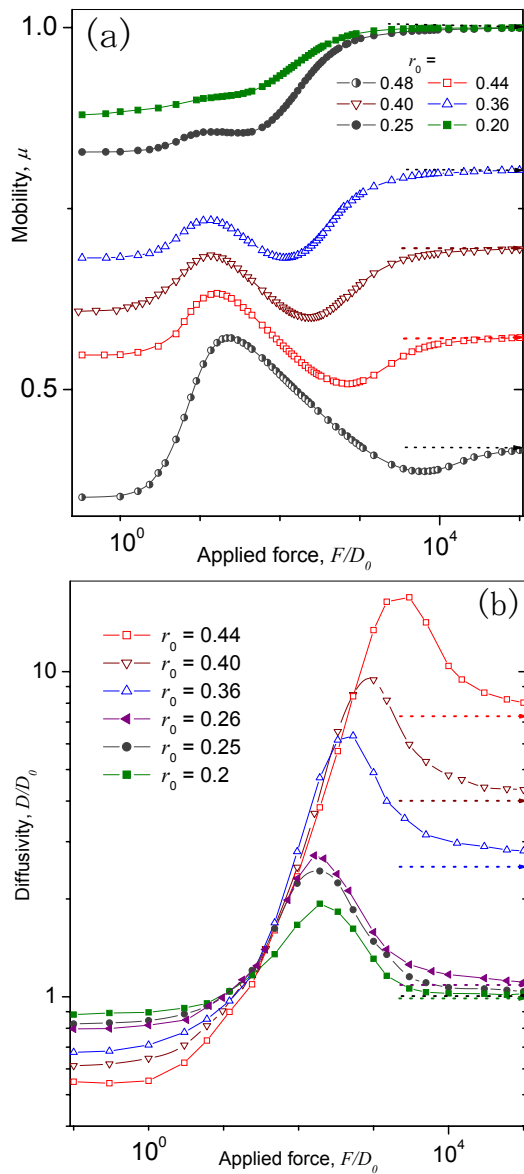 (a)
1.0
0.5
Mobility, μ
r0 =
0.48 0.44
0.40 0.36
0.25 0.20
10^0 10^4
Applied force, F/D0
(b)
r0 = 0.44
r0 = 0.40
r0 = 0.36
r0 = 0.26
r0 = 0.25
r0 = 0.2
10
1
Diffusivity, D/D0
10^0 10^4
Applied force, F/D0